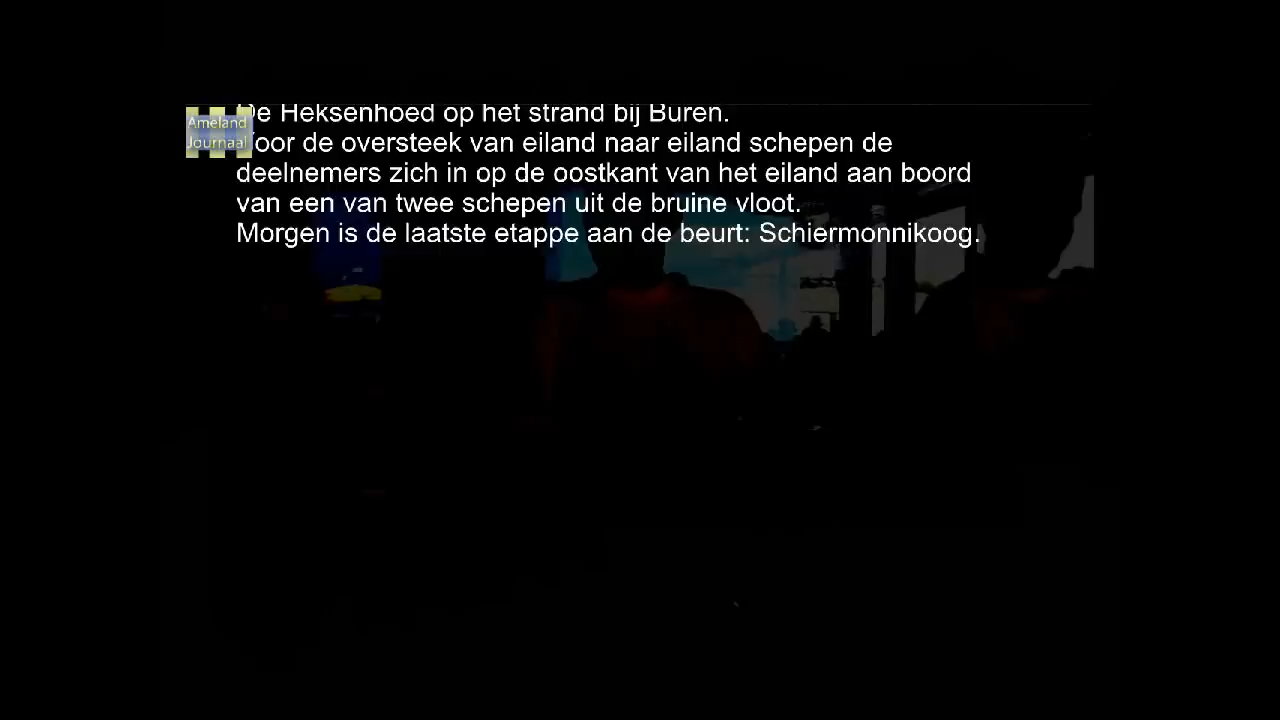 De Heksenhoed op het strand bij Buren.
Ameland
Journaal
Voor de oversteek van eiland naar eiland schepen de
deelnemers zich in op de oostkant van het eiland aan boord
van een van twee schepen uit de bruine vloot.
Morgen is de laatste etappe aan de beurt: Schiermonnikoog.